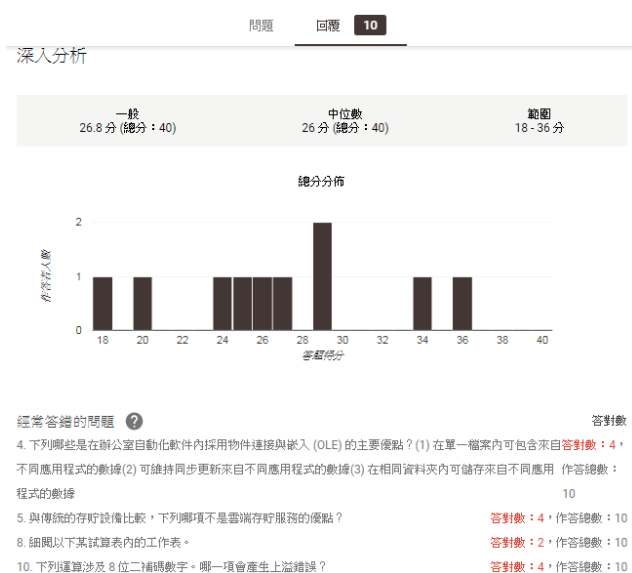 問題 回覆 10
深入分析
一般 中位數 範圍
26.8 分 (總分：40) 26 分 (總分：40) 18 - 36 分
總分分佈
作答者人數
2
1
0
18 20 22 24 26 28 30 32 34 36 38 40
答題得分
經常答錯的問題 ? 答對數
4. 下列哪些是在辦公室自動化軟件內採用物件連接與嵌入 (OLE) 的主要優點？(1) 在單一檔案內可包含來自 答對數：4，
不同應用程式的數據(2) 可維持同步更新來自不同應用程式的數據(3) 在相同資料夾內可儲存來自不同應用 作答總數：
程式的數據 10
5. 與傳統的存貯設備比較，下列哪項不是雲端存貯服務的優點？ 答對數：4，作答總數：10
8. 細閱以下某試算表內的工作表。 答對數：2，作答總數：10
10. 下列運算涉及 8 位二補碼數字。哪一項會產生上溢錯誤？ 答對數：4，作答總數：10